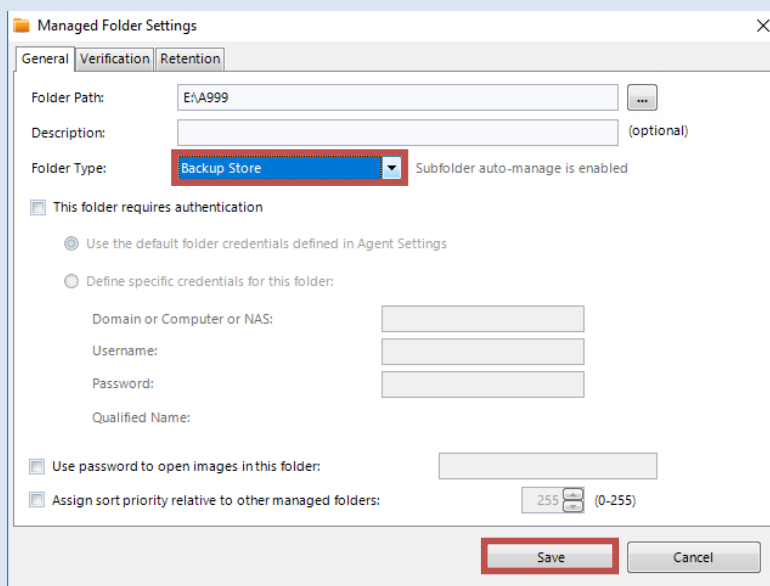 Managed Folder Settings
General Verification Retention
Folder Path: E:\A999 ...
Description: (optional)
Folder Type: Backup Store Subfolder auto-manage is enabled
This folder requires authentication
Use the default folder credentials defined in Agent Settings
Define specific credentials for this folder:
Domain or Computer or NAS:
Username:
Password:
Qualified Name:
Use password to open images in this folder:
Assign sort priority relative to other managed folders: 255 (0-255)
Save Cancel